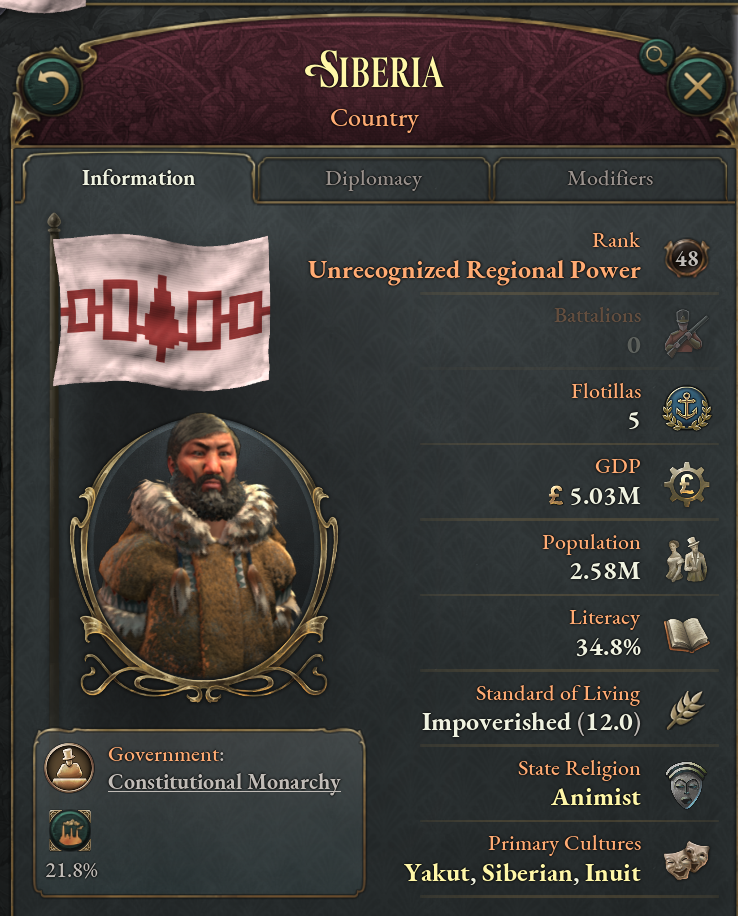 SIBERIA
Country
Information
Diplomacy
Modifiers
Rank
Unrecognized Regional Power
48
Battalions
0
Flotillas
5
GDP
£ 5.03M
£
Population
2.58M
Literacy
34.8%
Standard of Living
Impoverished (12.0)
State Religion
Animist
Primary Cultures
Yakut, Siberian, Inuit
Government:
Constitutional Monarchy
21.8%